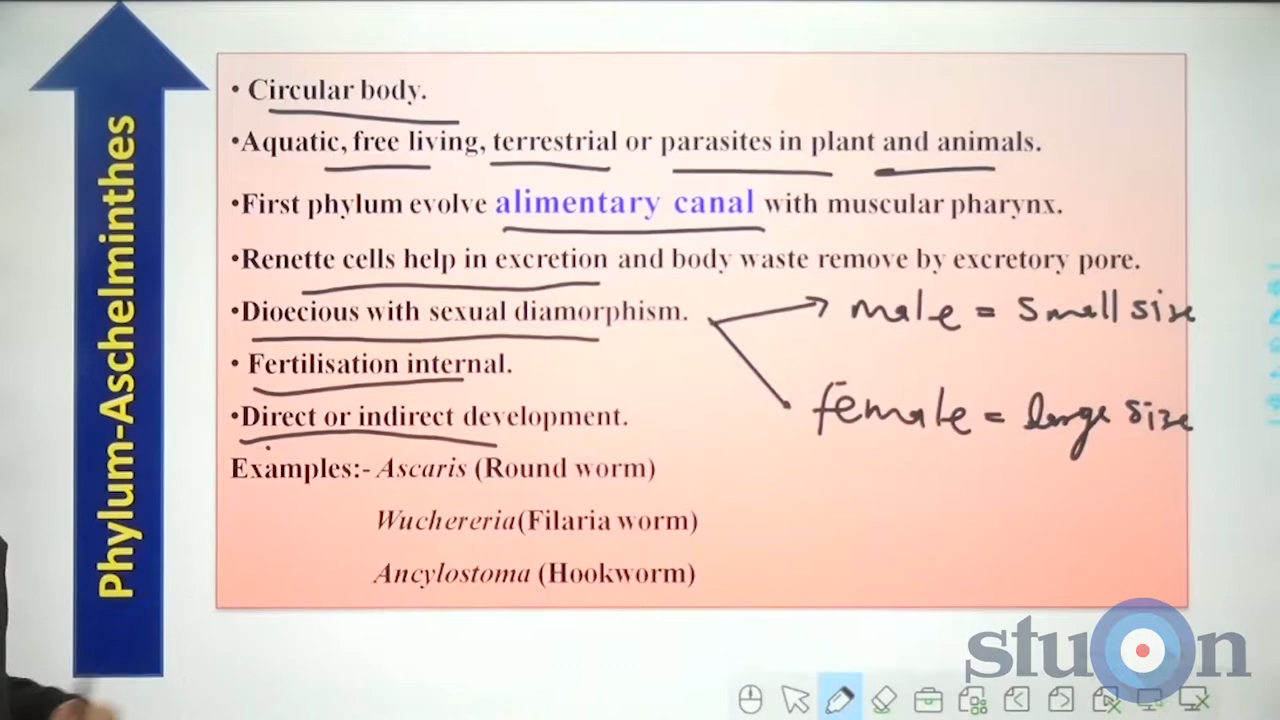 Phylum-Aschelminthes
• Circular body.
•Aquatic, free living, terrestrial or parasites in plant and animals.
•First phylum evolve alimentary canal with muscular pharynx.
•Renette cells help in excretion and body waste remove by excretory pore.
•Dioecious with sexual diamorphism.
male = Small size
• Fertilisation internal.
female = large size
•Direct or indirect development.
Examples:- Ascaris (Round worm)
Wuchereria(Filaria worm)
Ancylostoma (Hookworm)
stuon